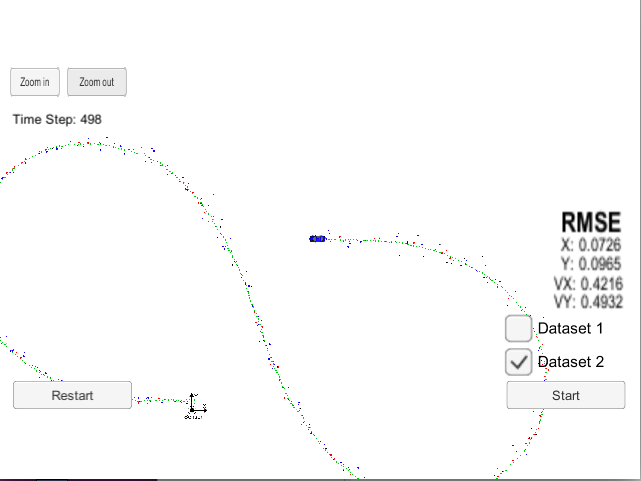 Zoom in
Zoom out
Time Step: 498
RMSE
X: 0.0726
Y: 0.0965
VX: 0.4216
VY: 0.4932
Dataset 1
Dataset 2
Restart
Start